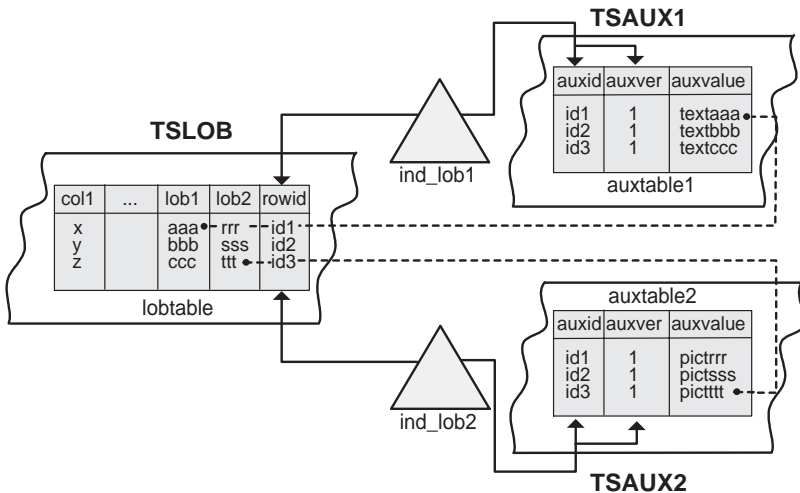 TSAUX1
auxid auxver auxvalue
id1 1 textaaa
id2 1 textbbb
id3 1 textccc
auxtable1
ind_lob1
TSLOB
col1 ... lob1 lob2 rowid
x aaa rrr id1
y bbb sss id2
z ccc ttt id3
lobtable
auxtable2
auxid auxver auxvalue
id1 1 pictrrr
id2 1 pictsss
id3 1 pictttt
ind_lob2
TSAUX2